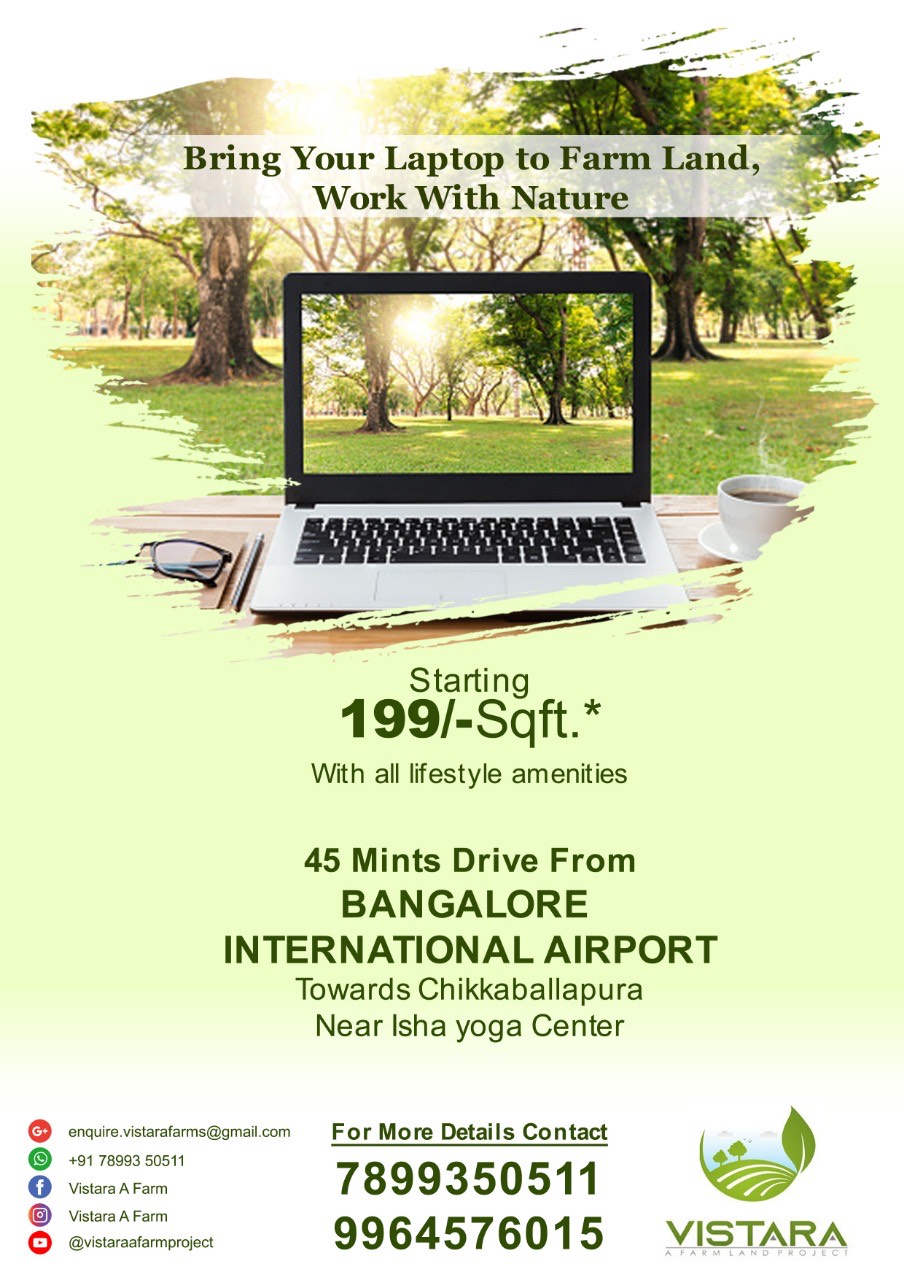 Bring Your Laptop to Farm Land,
Work With Nature
Starting
199/-Sqft.*
With all lifestyle amenities
45 Mints Drive From
BANGALORE
INTERNATIONAL AIRPORT
Towards Chikkaballapura
Near Isha yoga Center
G+ enquire.vistarafarms@gmail.com
+91 78993 50511
Vistara A Farm
Vistara A Farm
@vistaraafarmproject
For More Details Contact
7899350511
9964576015
VISTARA
A FARM LAND PROJECT